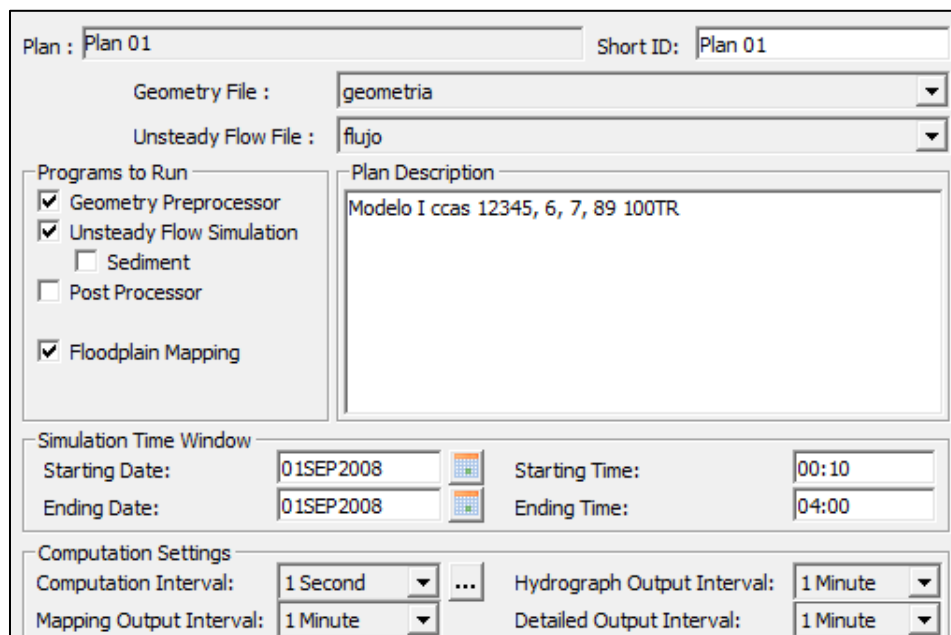 Plan : Plan 01 Short ID: Plan 01
Geometry File : geometria
Unsteady Flow File : flujo
Programs to Run
Geometry Preprocessor
Unsteady Flow Simulation
Sediment
Post Processor
Floodplain Mapping
Plan Description
Modelo I ccas 12345, 6, 7, 89 100TR
Simulation Time Window
Starting Date: 01SEP2008 Starting Time: 00:10
Ending Date: 01SEP2008 Ending Time: 04:00
Computation Settings
Computation Interval: 1 Second ... Hydrograph Output Interval: 1 Minute
Mapping Output Interval: 1 Minute Detailed Output Interval: 1 Minute